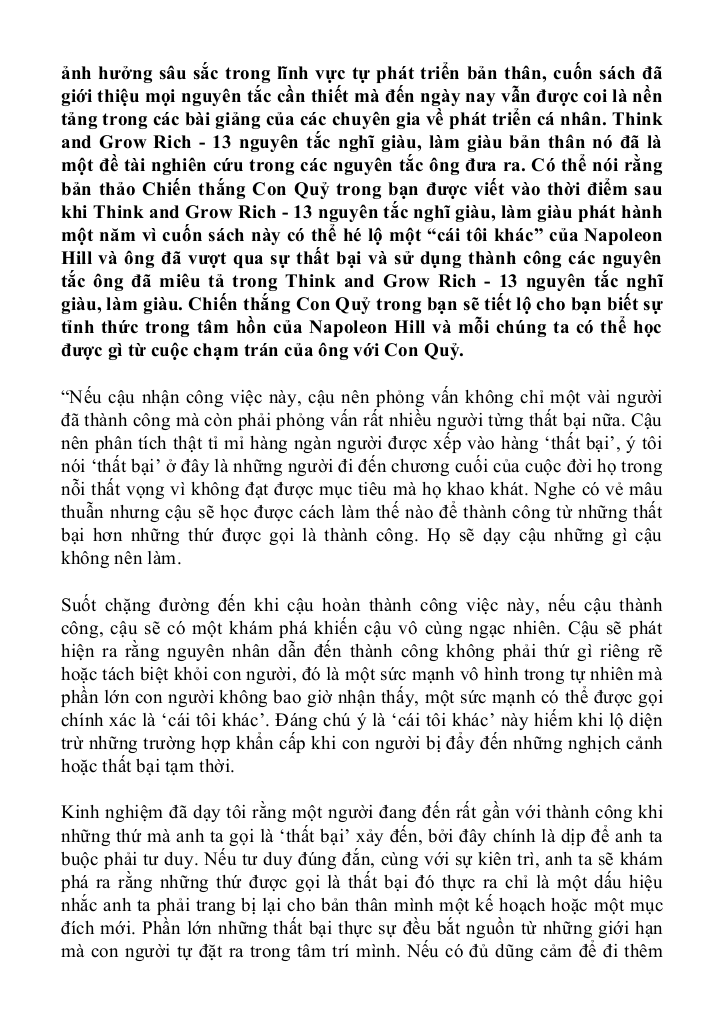 ảnh hưởng sâu sắc trong lĩnh vực tự phát triển bản thân, cuốn sách đã
giới thiệu mọi nguyên tắc cần thiết mà đến ngày nay vẫn được coi là nền
tảng trong các bài giảng của các chuyên gia về phát triển cá nhân. Think
and Grow Rich - 13 nguyên tắc nghĩ giàu, làm giàu bản thân nó đã là
một đề tài nghiên cứu trong các nguyên tắc ông đưa ra. Có thể nói rằng
bản thảo Chiến thắng Con Quỷ trong bạn được viết vào thời điểm sau
khi Think and Grow Rich - 13 nguyên tắc nghĩ giàu, làm giàu phát hành
một năm vì cuốn sách này có thể hé lộ một “cái tôi khác” của Napoleon
Hill và ông đã vượt qua sự thất bại và sử dụng thành công các nguyên
tắc ông đã miêu tả trong Think and Grow Rich - 13 nguyên tắc nghĩ
giàu, làm giàu. Chiến thắng Con Quỷ trong bạn sẽ tiết lộ cho bạn biết sự
tỉnh thức trong tâm hồn của Napoleon Hill và mỗi chúng ta có thể học
được gì từ cuộc chạm trán của ông với Con Quỷ.
“Nếu cậu nhận công việc này, cậu nên phỏng vấn không chỉ một vài người
đã thành công mà còn phải phỏng vấn rất nhiều người từng thất bại nữa. Cậu
nên phân tích thật tỉ mỉ hàng ngàn người được xếp vào hàng ‘thất bại’, ý tôi
nói ‘thất bại’ ở đây là những người đi đến chương cuối của cuộc đời họ trong
nỗi thất vọng vì không đạt được mục tiêu mà họ khao khát. Nghe có vẻ mâu
thuẫn nhưng cậu sẽ học được cách làm thế nào để thành công từ những thất
bại hơn những thứ được gọi là thành công. Họ sẽ dạy cậu những gì cậu
không nên làm.
Suốt chặng đường đến khi cậu hoàn thành công việc này, nếu cậu thành
công, cậu sẽ có một khám phá khiến cậu vô cùng ngạc nhiên. Cậu sẽ phát
hiện ra rằng nguyên nhân dẫn đến thành công không phải thứ gì riêng rẽ
hoặc tách biệt khỏi con người, đó là một sức mạnh vô hình trong tự nhiên mà
phần lớn con người không bao giờ nhận thấy, một sức mạnh có thể được gọi
chính xác là ‘cái tôi khác’. Đáng chú ý là ‘cái tôi khác’ này hiếm khi lộ diện
trừ những trường hợp khẩn cấp khi con người bị đẩy đến những nghịch cảnh
hoặc thất bại tạm thời.
Kinh nghiệm đã dạy tôi rằng một người đang đến rất gần với thành công khi
những thứ mà anh ta gọi là ‘thất bại’ xảy đến, bởi đây chính là dịp để anh ta
buộc phải tư duy. Nếu tư duy đúng đắn, cùng với sự kiên trì, anh ta sẽ khám
phá ra rằng những thứ được gọi là thất bại đó thực ra chỉ là một dấu hiệu
nhắc anh ta phải trang bị lại cho bản thân mình một kế hoạch hoặc một mục
đích mới. Phần lớn những thất bại thực sự đều bắt nguồn từ những giới hạn
mà con người tự đặt ra trong tâm trí mình. Nếu có đủ dũng cảm để đi thêm